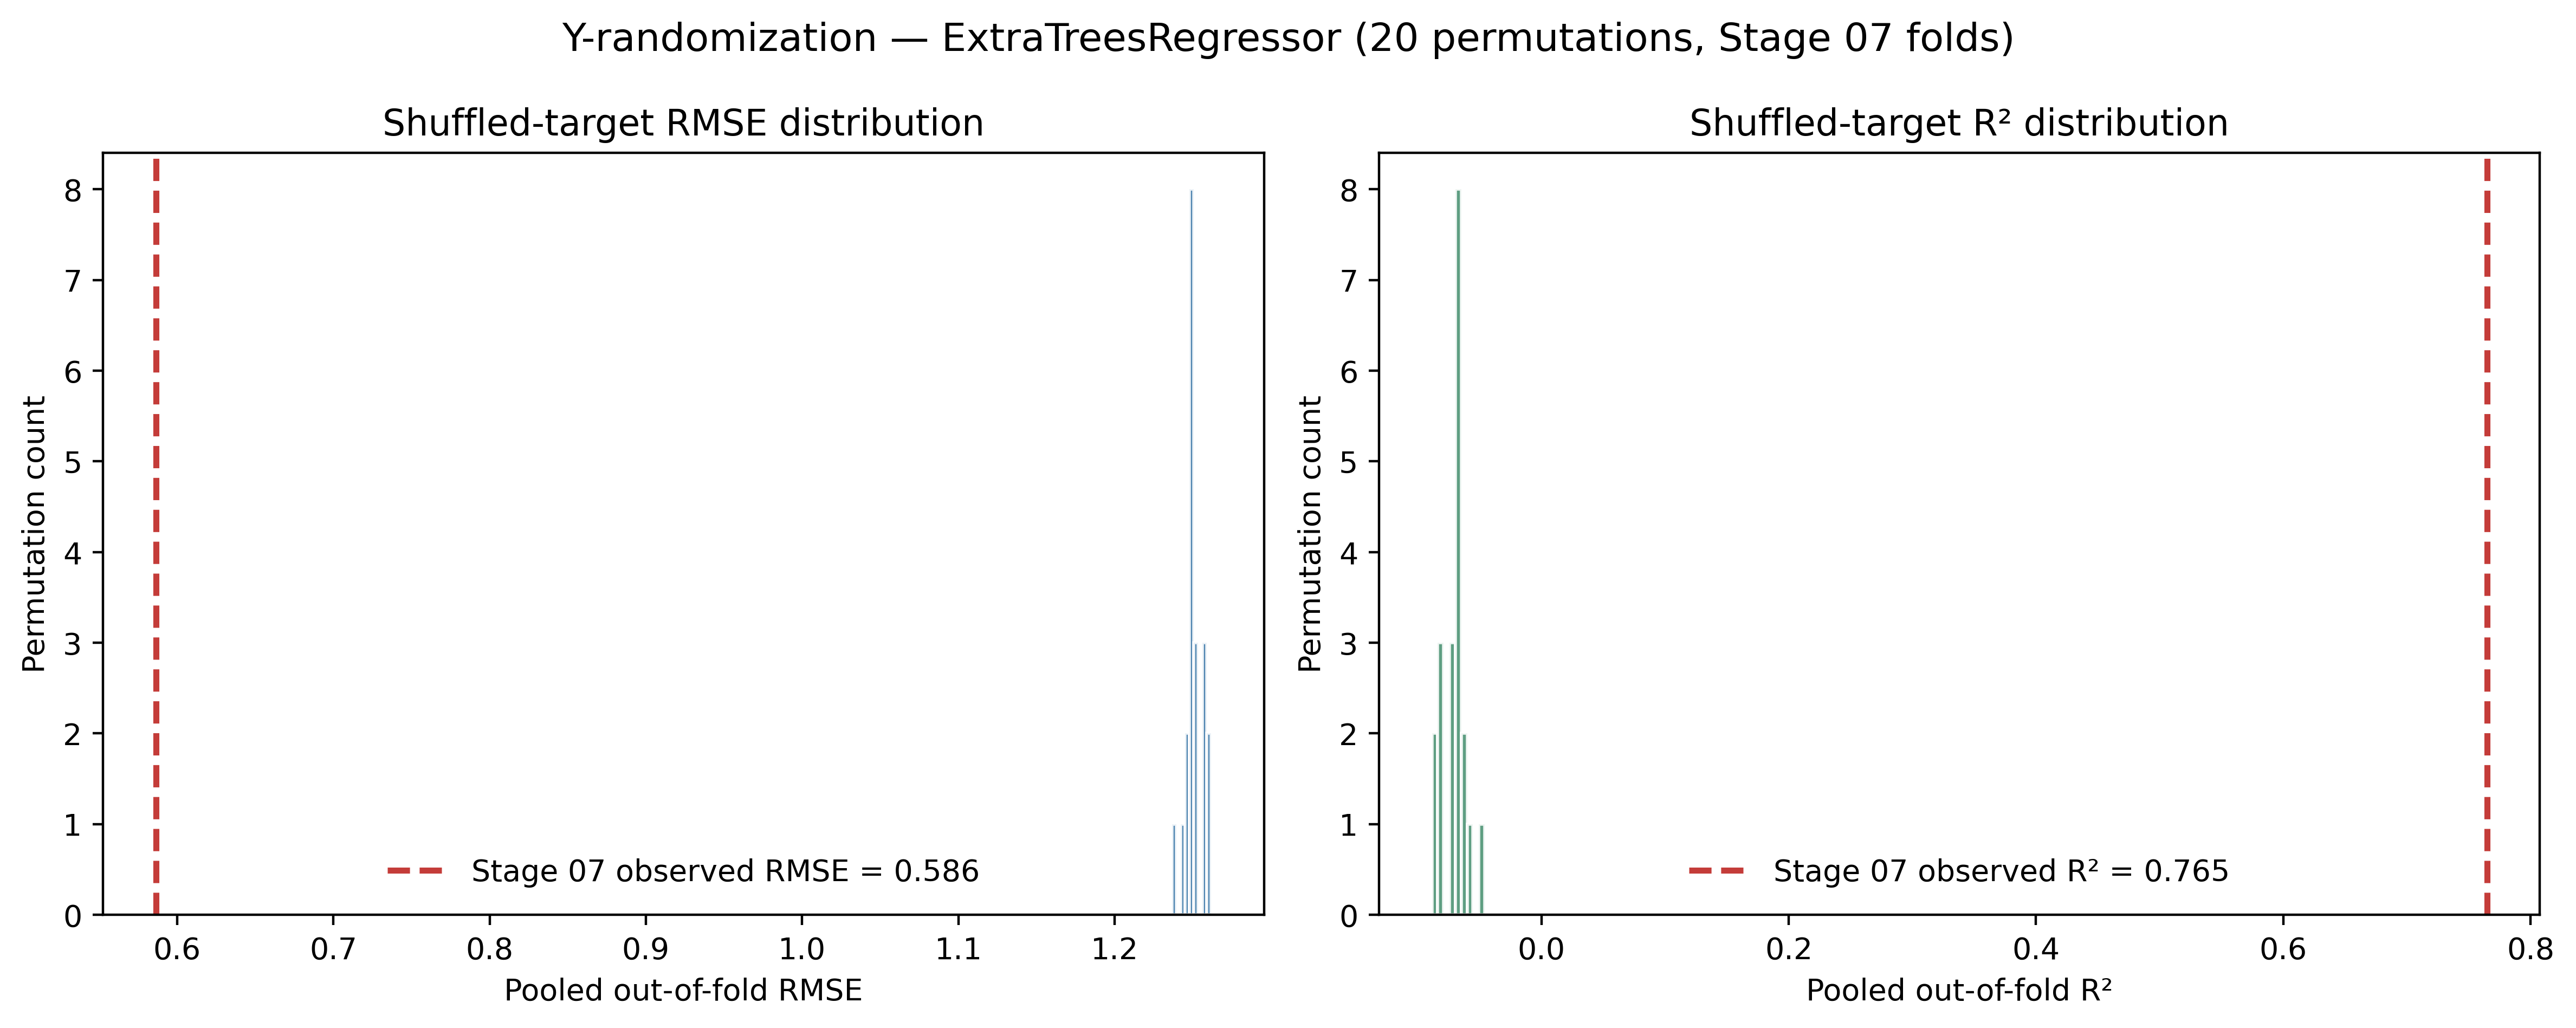 Y-randomization — ExtraTreesRegressor (20 permutations, Stage 07 folds)
Shuffled-target RMSE distribution
Permutation count
8
7
6
5
4
3
2
1
0
Stage 07 observed RMSE = 0.586
0.6 0.7 0.8 0.9 1.0 1.1 1.2
Pooled out-of-fold RMSE
Shuffled-target R² distribution
Permutation count
8
7
6
5
4
3
2
1
0
Stage 07 observed R² = 0.765
0.0 0.2 0.4 0.6 0.8
Pooled out-of-fold R²